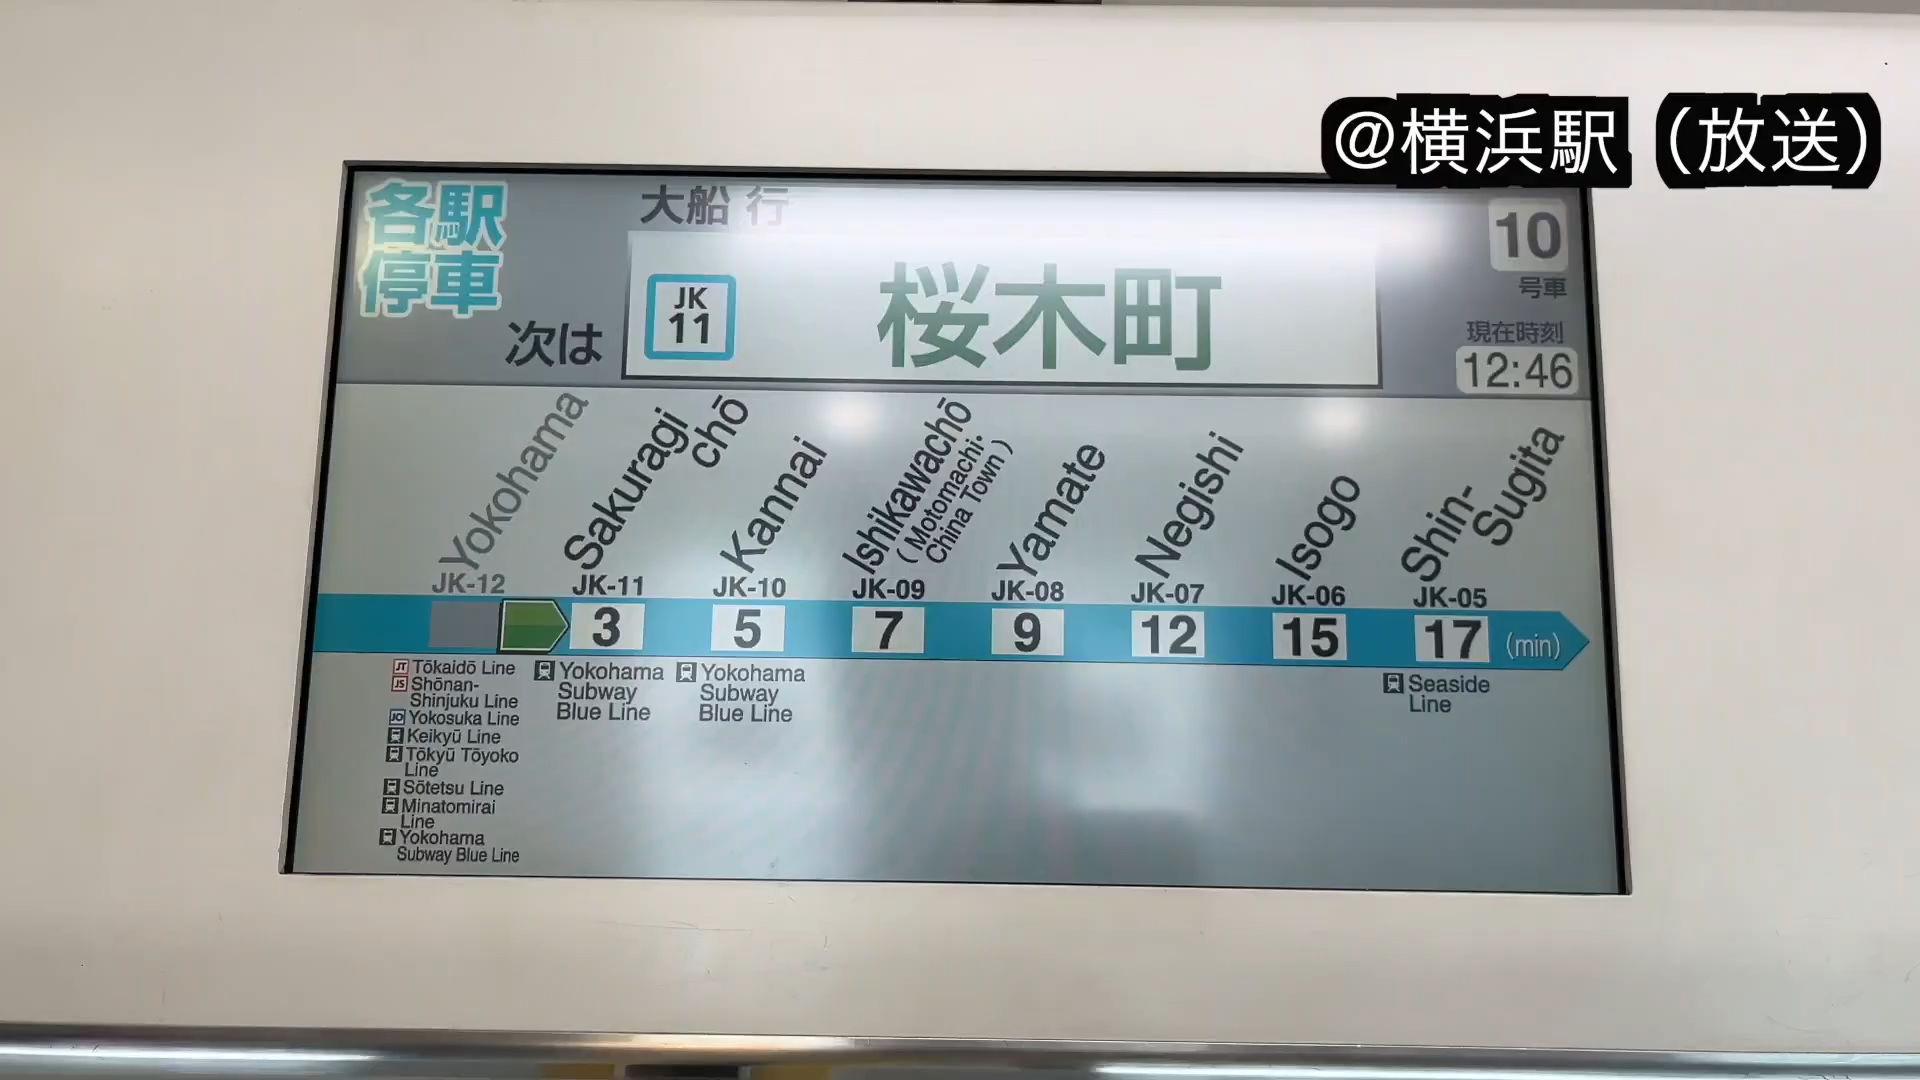 @横浜駅（放送）
各駅
停車
大船 行
次は
JK
11
桜木町
10
号車
現在時刻
12:46
Yokohama
Sakuragi
chō
Kannai
Ishikawachō
(Motomachi·
China Town)
Yamate
Negishi
Isogo
Shin-
Sugita
JK-12 JK-11 JK-10 JK-09 JK-08 JK-07 JK-06 JK-05
3 5 7 9 12 15 17 (min)
JT Tōkaidō Line
JS Shōnan-
Shinjuku Line
JO Yokosuka Line
Keikyū Line
Tōkyū Tōyoko
Line
Sōtetsu Line
Minatomirai
Line
Yokohama
Subway Blue Line
Yokohama
Subway
Blue Line
Yokohama
Subway
Blue Line
Seaside
Line